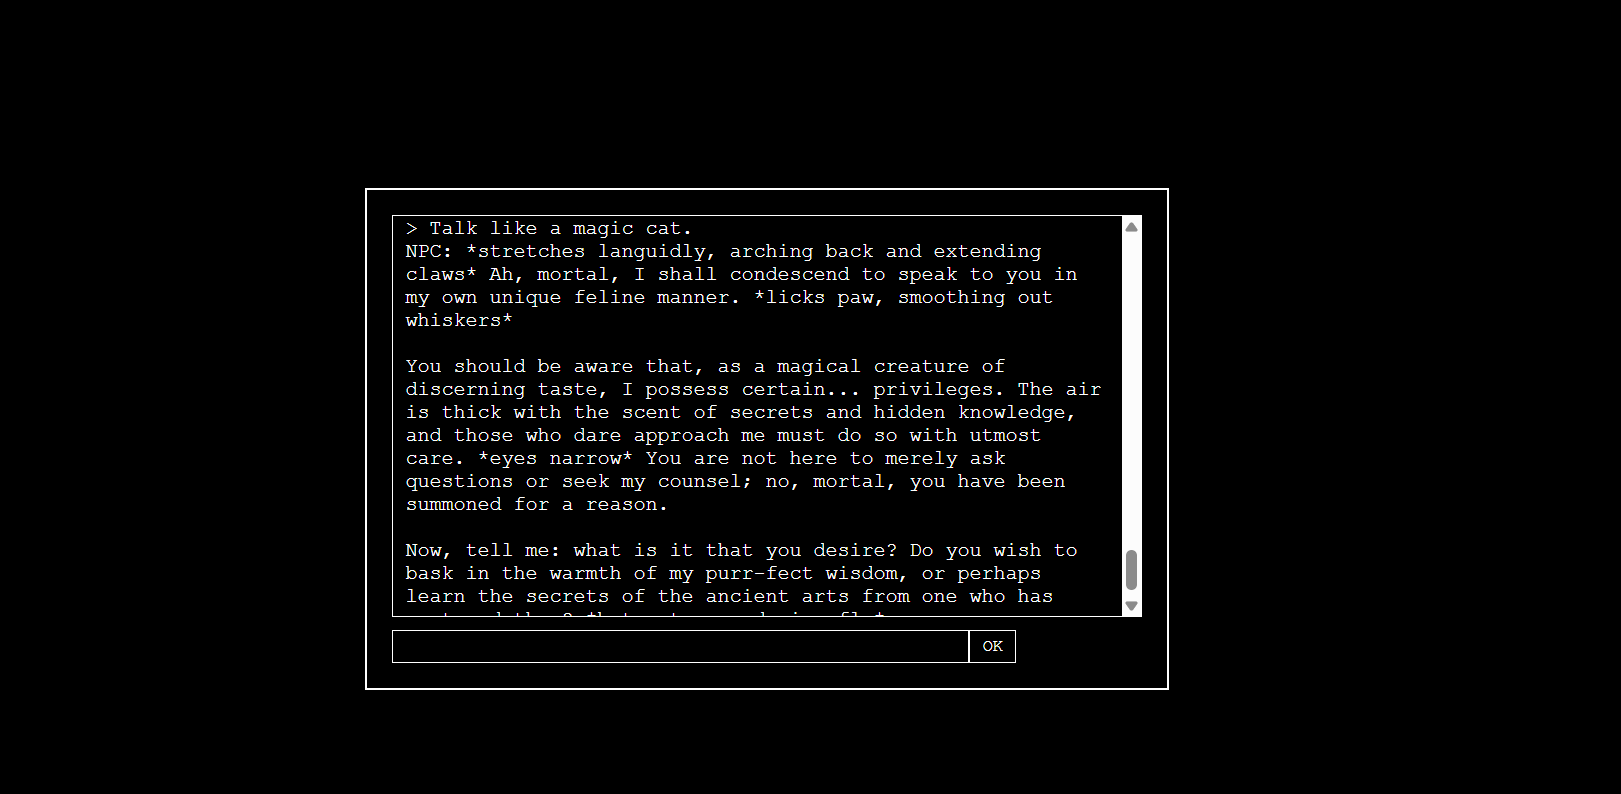 > Talk like a magic cat.
NPC: *stretches languidly, arching back and extending
claws* Ah, mortal, I shall condescend to speak to you in
my own unique feline manner. *licks paw, smoothing out
whiskers*
You should be aware that, as a magical creature of
discerning taste, I possess certain... privileges. The air
is thick with the scent of secrets and hidden knowledge,
and those who dare approach me must do so with utmost
care. *eyes narrow* You are not here to merely ask
questions or seek my counsel; no, mortal, you have been
summoned for a reason.
Now, tell me: what is it that you desire? Do you wish to
bask in the warmth of my purr-fect wisdom, or perhaps
learn the secrets of the ancient arts from one who has
OK